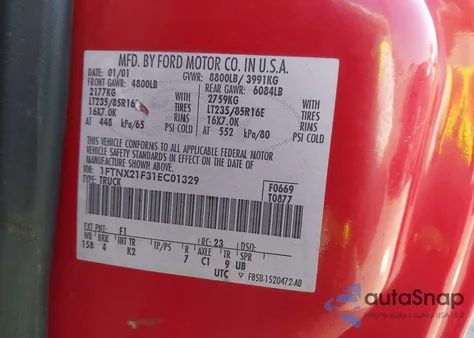 MFD. BY FORD MOTOR CO. IN U.S.A.
DATE: 01/01 GVWR: 8800LB/ 3991KG
FRONT GAWR: 4800LB REAR GAWR: 6084LB
2177KG WITH 2759KG WITH
LT235/85R16E TIRES LT235/85R16E TIRES
16X7.0K RIMS 16X7.0K RIMS
AT 448 kPa/65 PSI COLD AT 552 kPa/80 PSI COLD
THIS VEHICLE CONFORMS TO ALL APPLICABLE FEDERAL MOTOR
VEHICLE SAFETY STANDARDS IN EFFECT ON THE DATE OF
MANUFACTURE SHOWN ABOVE.
VIN: 1FTNX21F31EC01329
TYPE: TRUCK
F0669
T0877
EXT PNT: F1 RC: 23 DSO:
WB BRK INT TR TP/PS R AXLE TR SPR
158 4 K2 7 C1 9 UB
UTC F85B-1520472-AB
autoSnap